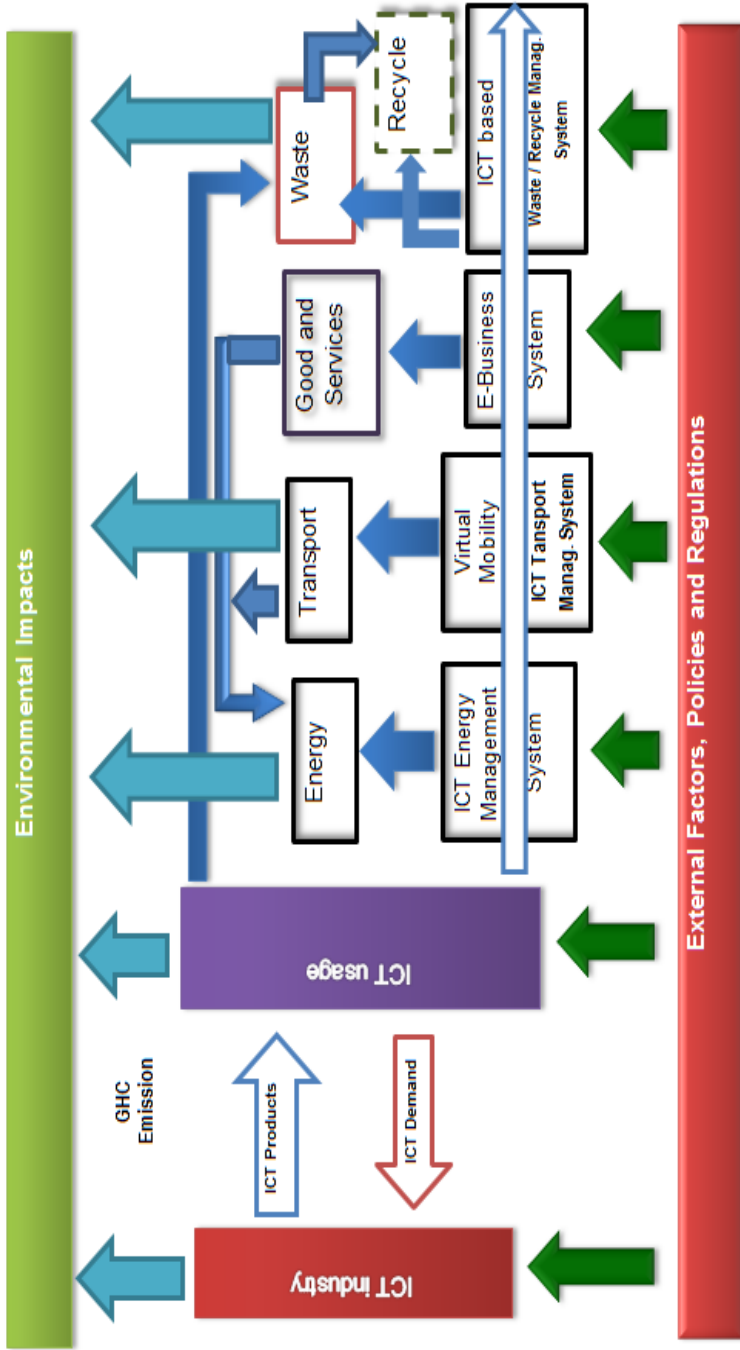 Environmental Impacts
GHC
Emission
ICT industry
ICT Products
ICT Demand
ICT usage
Energy
Transport
Good and
Services
Waste
Recycle
ICT Energy
Management
System
Virtual
Mobility
ICT Tansport
Manag. System
E-Business
System
ICT based
Waste / Recycle Manag.
System
External Factors, Policies and Regulations